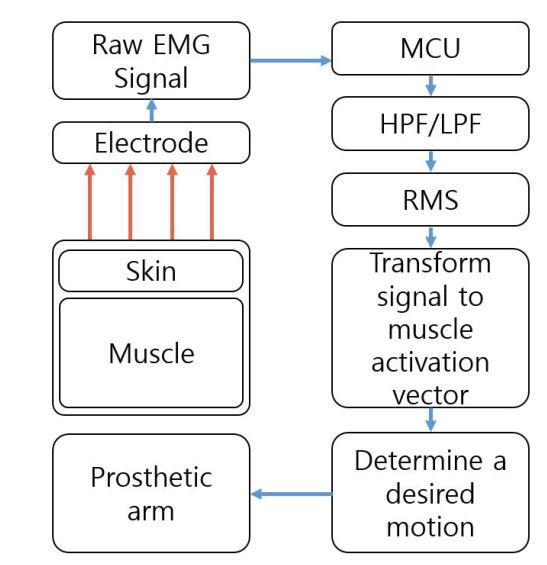 Raw EMG
Signal
Electrode
Skin
Muscle
MCU
HPF/LPF
RMS
Transform
signal to
muscle
activation
vector
Determine a
desired
motion
Prosthetic
arm